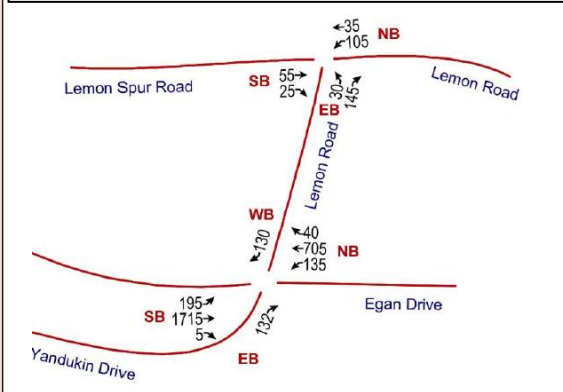 ←35
↙105
NB
Lemon Spur Road
SB
55→
25↘
30↖
145↗
Lemon Road
EB
Lemon Road
WB
130↙
↖40
←705
↙135
NB
195↗
1715→
5↘
SB
132↗
Egan Drive
EB
Yandukin Drive